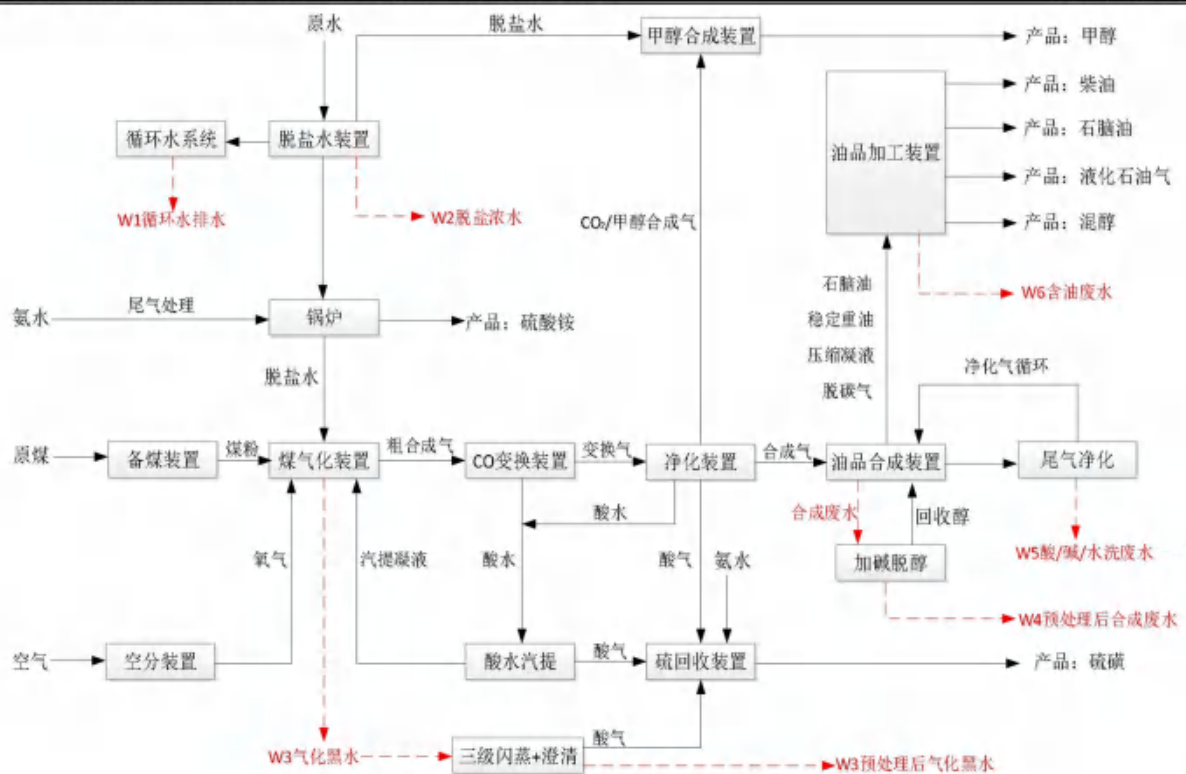 原水
脱盐水
甲醇合成装置
产品：甲醇
循环水系统
脱盐水装置
油品加工装置
产品：柴油
产品：石脑油
产品：液化石油气
产品：混醇
W1循环水排水
W2脱盐浓水
CO₂/甲醇合成气
石脑油
稳定重油
压缩凝液
脱碳气
W6含油废水
氨水
尾气处理
锅炉
产品：硫酸铵
脱盐水
净化气循环
原煤
备煤装置
煤粉
煤气化装置
粗合成气
CO变换装置
变换气
净化装置
合成气
油品合成装置
尾气净化
酸水
合成废水
回收醇
氧气
汽提凝液
酸水
酸气
氨水
加碱脱醇
W5酸/碱/水洗废水
W4预处理后合成废水
空气
空分装置
酸水汽提
酸气
硫回收装置
产品：硫磺
酸气
W3气化黑水
三级闪蒸+澄清
W3预处理后气化黑水